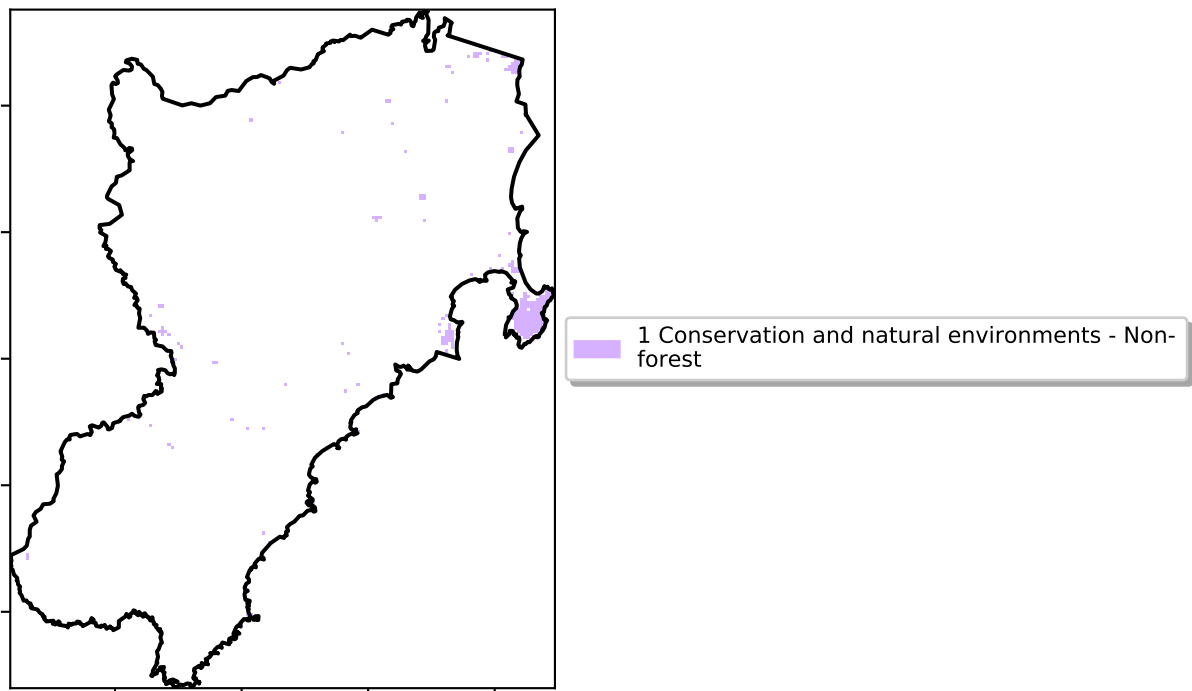 1 Conservation and natural environments - Non-
forest